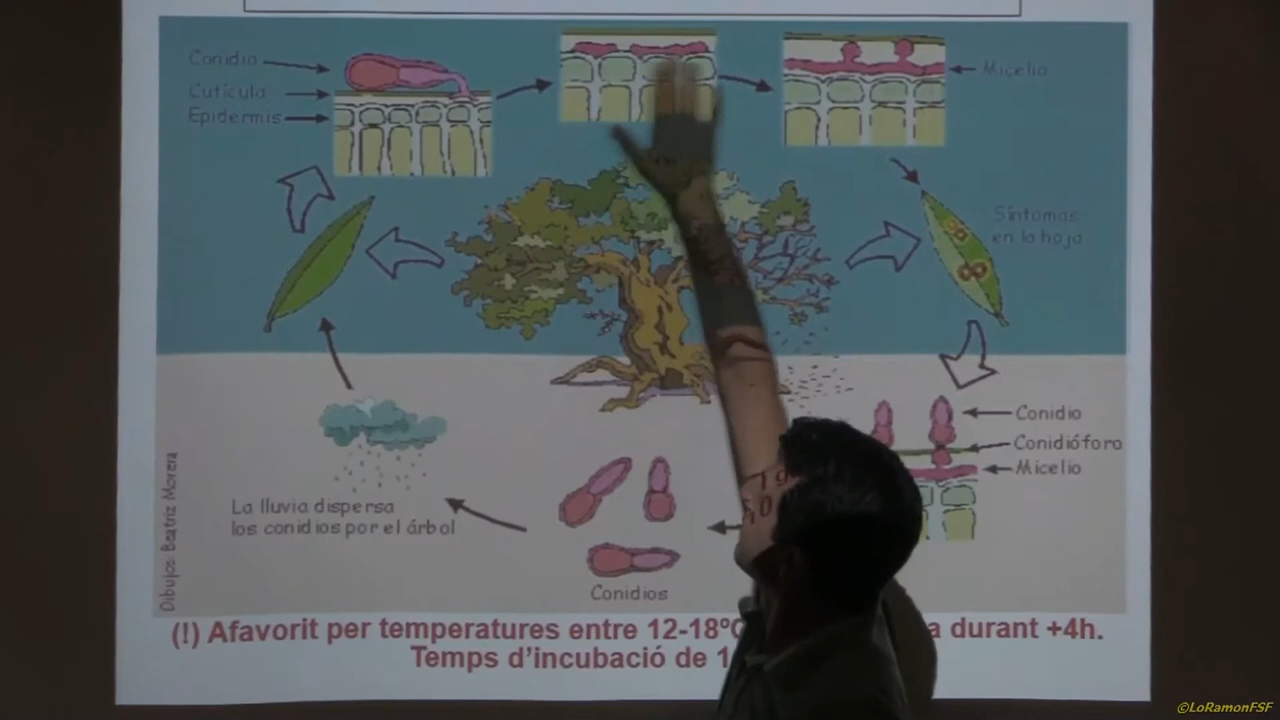 Conidio
Cutícula
Epidermis
Micelio
Síntomas
en la hoja
Conidio
Conidióforo
Micelio
La lluvia dispersa
los conidios por el árbol
Conidios
Dibujos: Beatriz Morera
(!) Afavorit per temperatures entre 12-18ºC durant +4h.
Temps d'incubació de
©LoRamonFSF